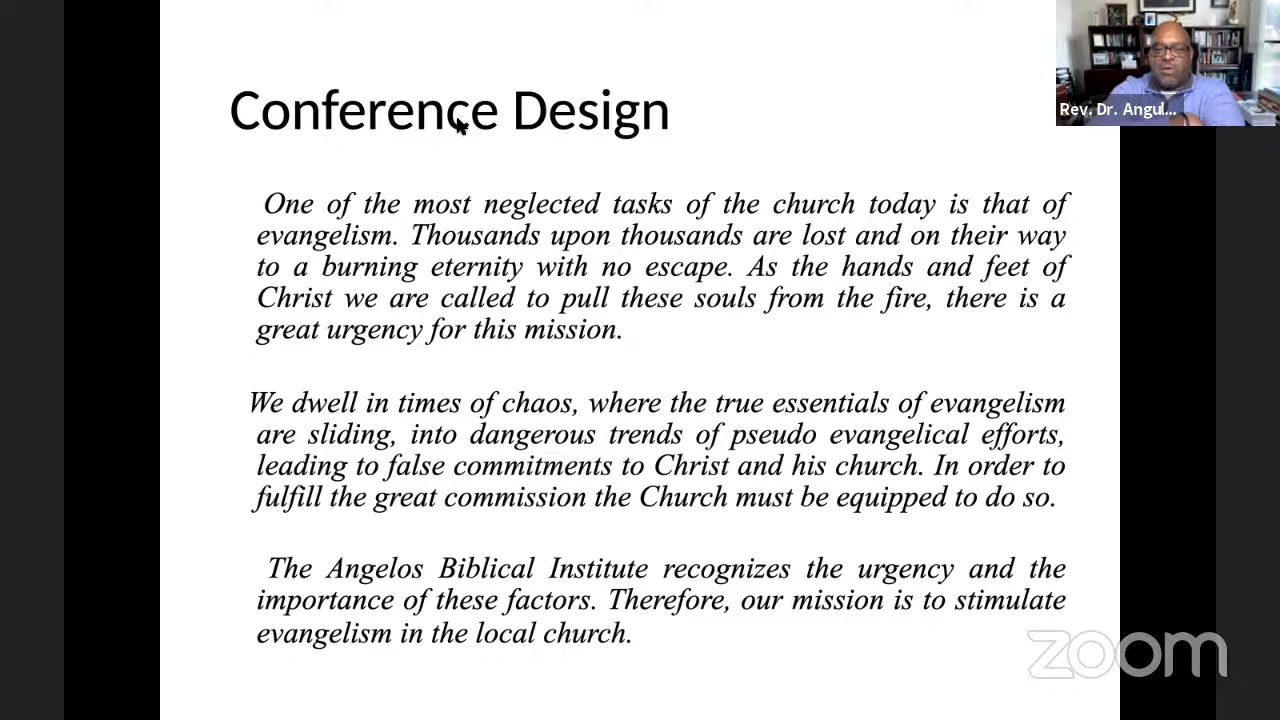 Conference Design
Rev. Dr. Angul...
One of the most neglected tasks of the church today is that of
evangelism. Thousands upon thousands are lost and on their way
to a burning eternity with no escape. As the hands and feet of
Christ we are called to pull these souls from the fire, there is a
great urgency for this mission.
We dwell in times of chaos, where the true essentials of evangelism
are sliding, into dangerous trends of pseudo evangelical efforts,
leading to false commitments to Christ and his church. In order to
fulfill the great commission the Church must be equipped to do so.
The Angelos Biblical Institute recognizes the urgency and the
importance of these factors. Therefore, our mission is to stimulate
evangelism in the local church.
zoom